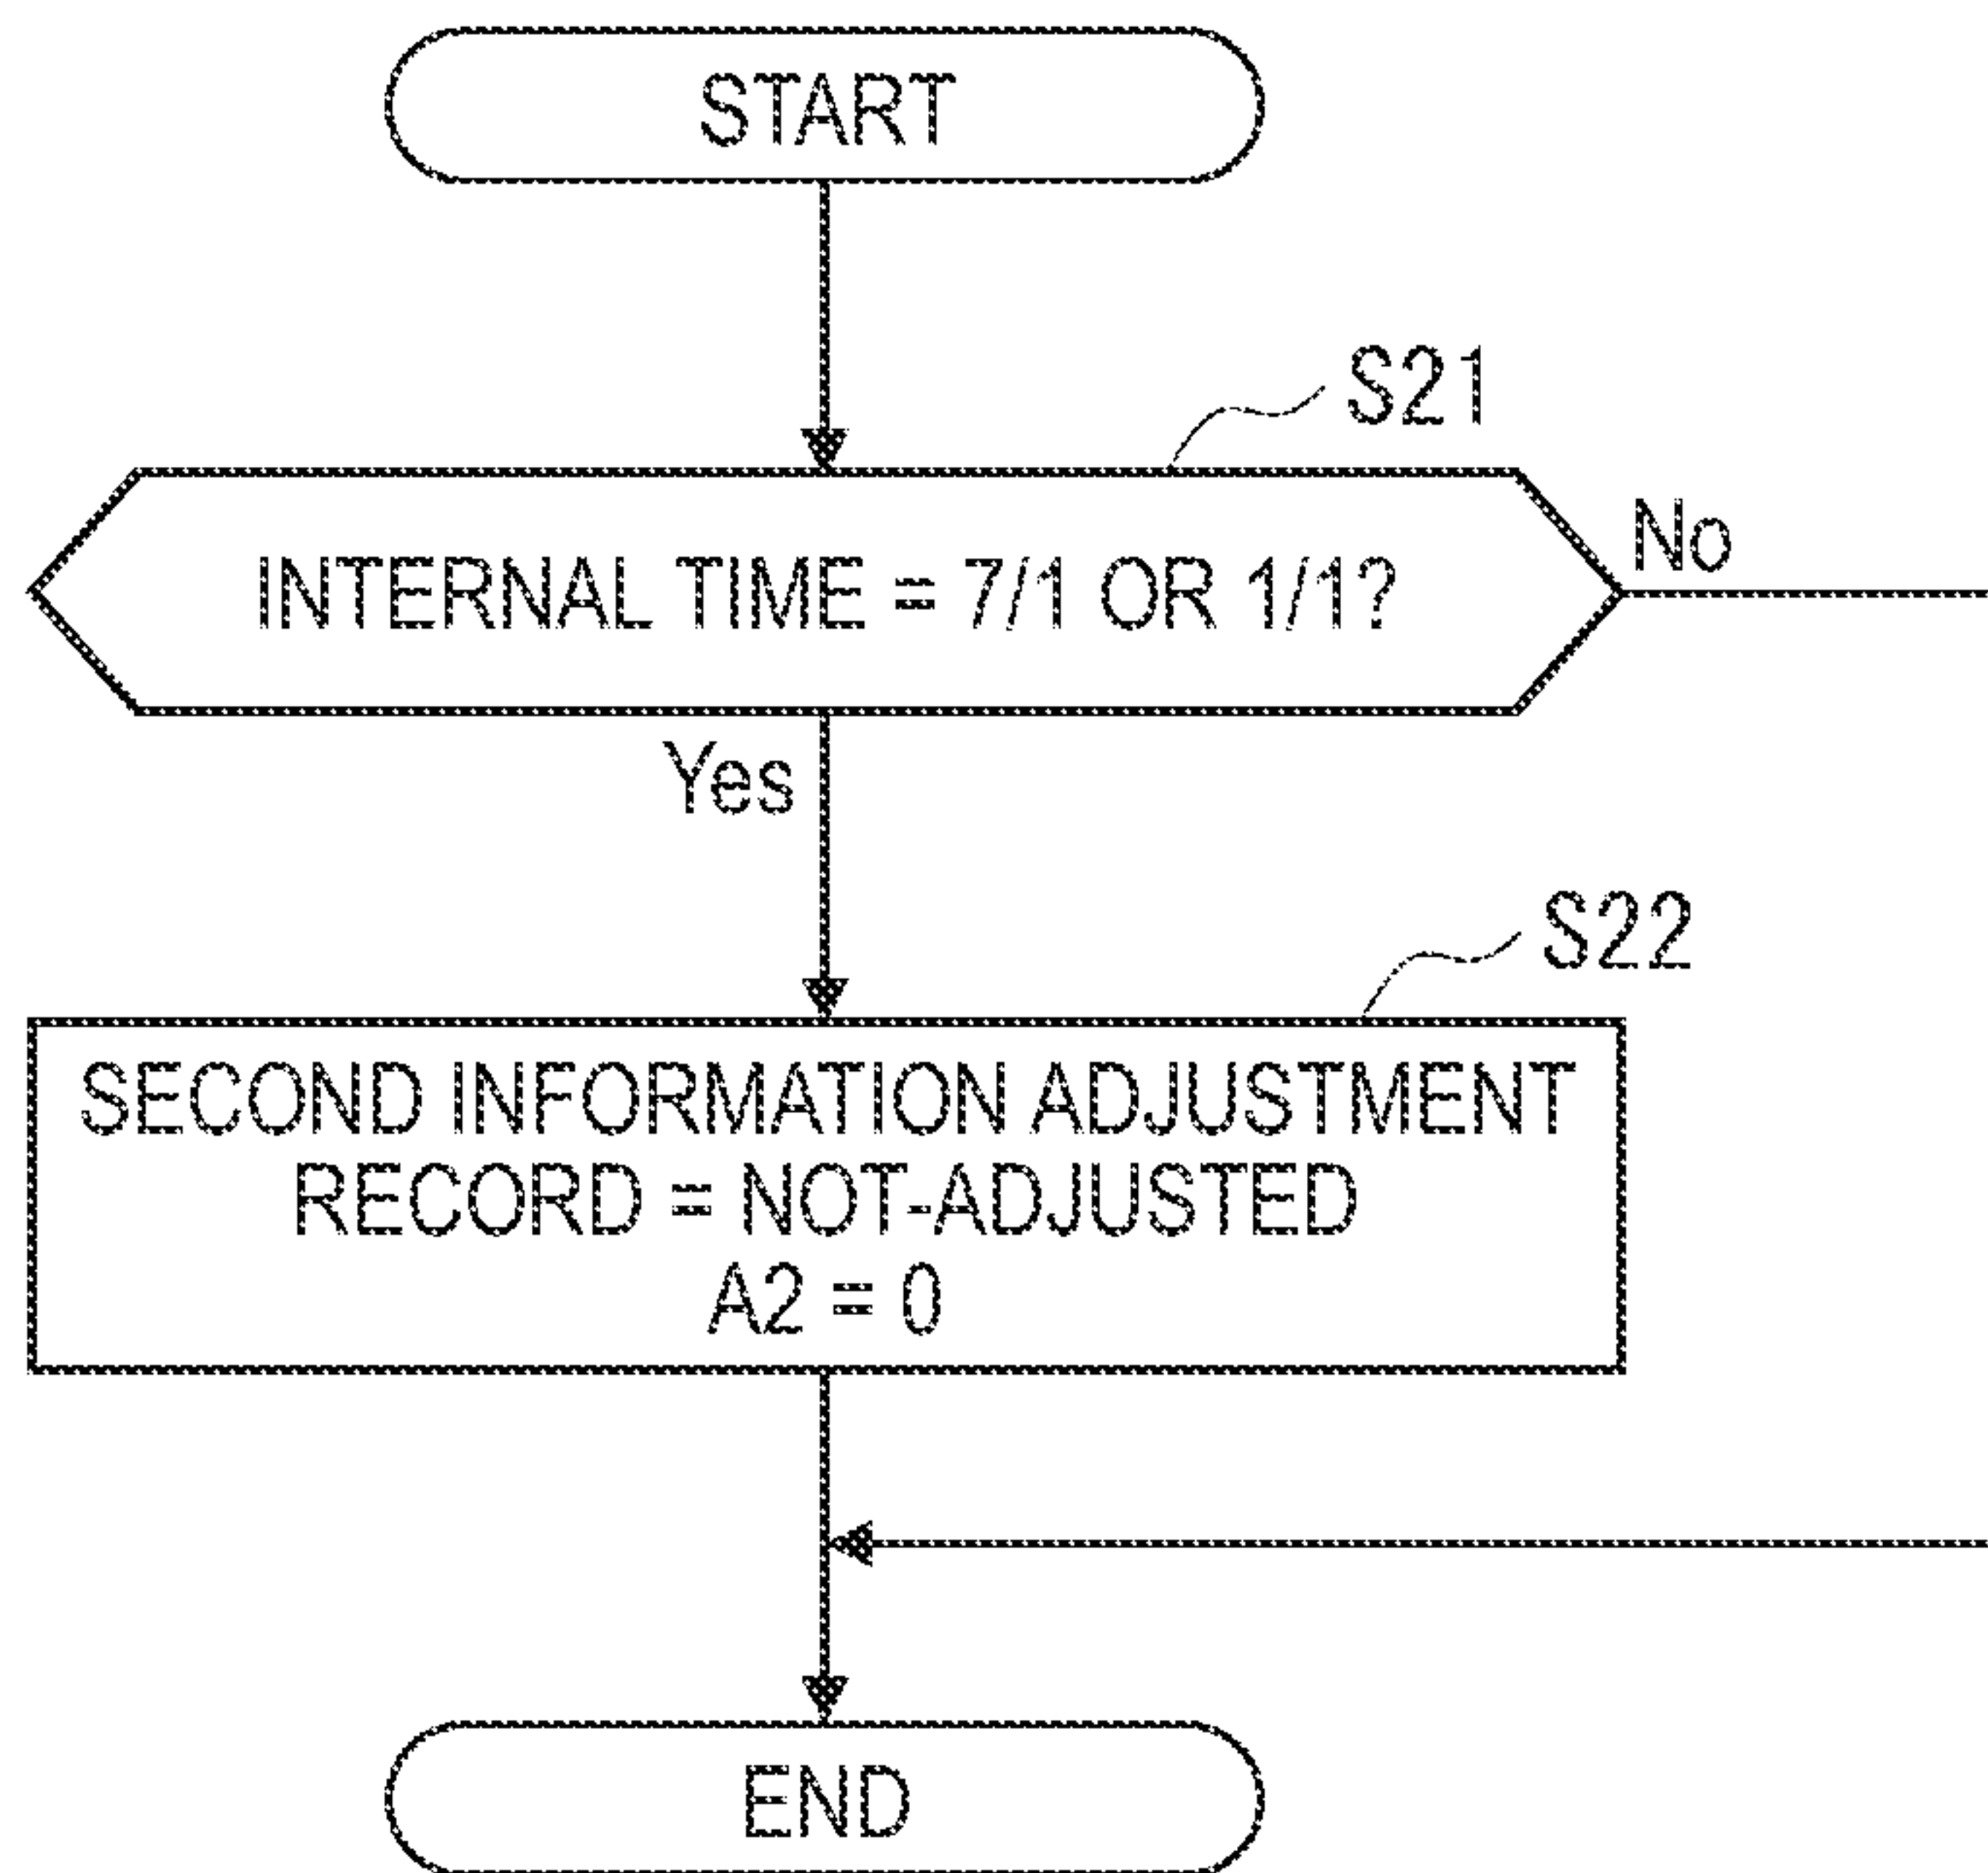 START
S21
INTERNAL TIME = 7/1 OR 1/1?
No
Yes
S22
SECOND INFORMATION ADJUSTMENT
RECORD = NOT-ADJUSTED
A2 = 0
END